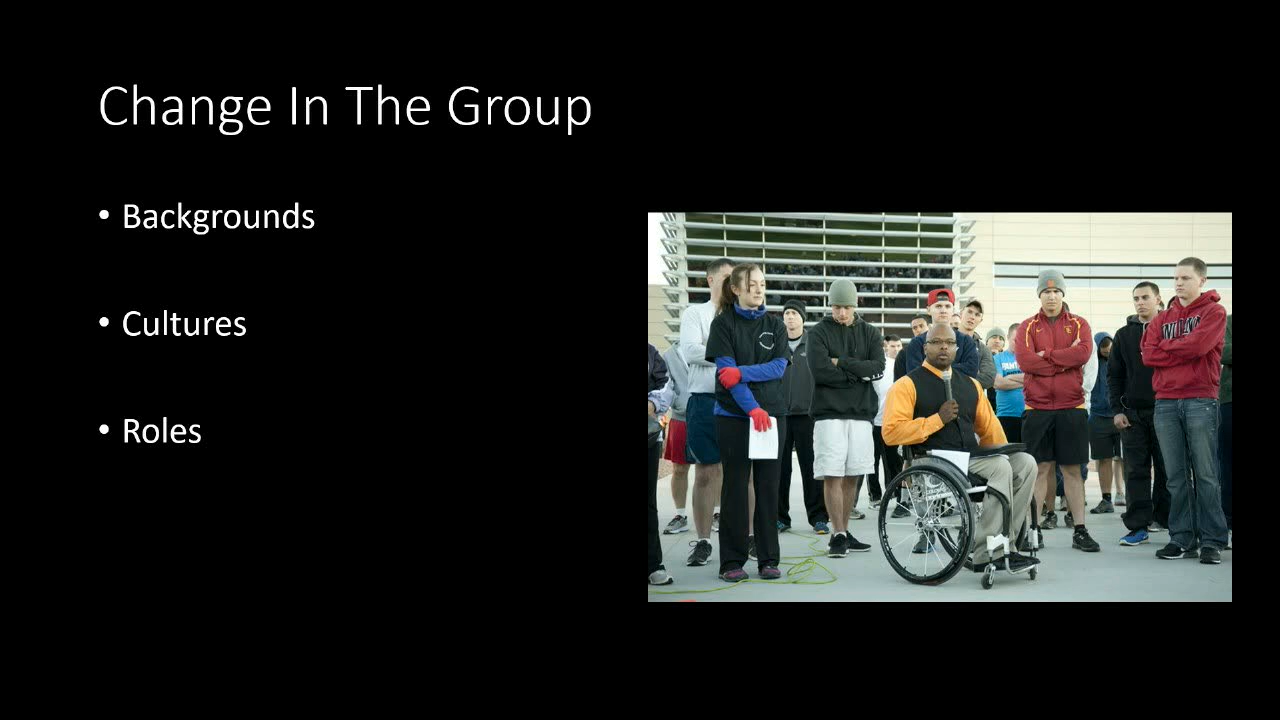 Change In The Group
• Backgrounds
• Cultures
• Roles